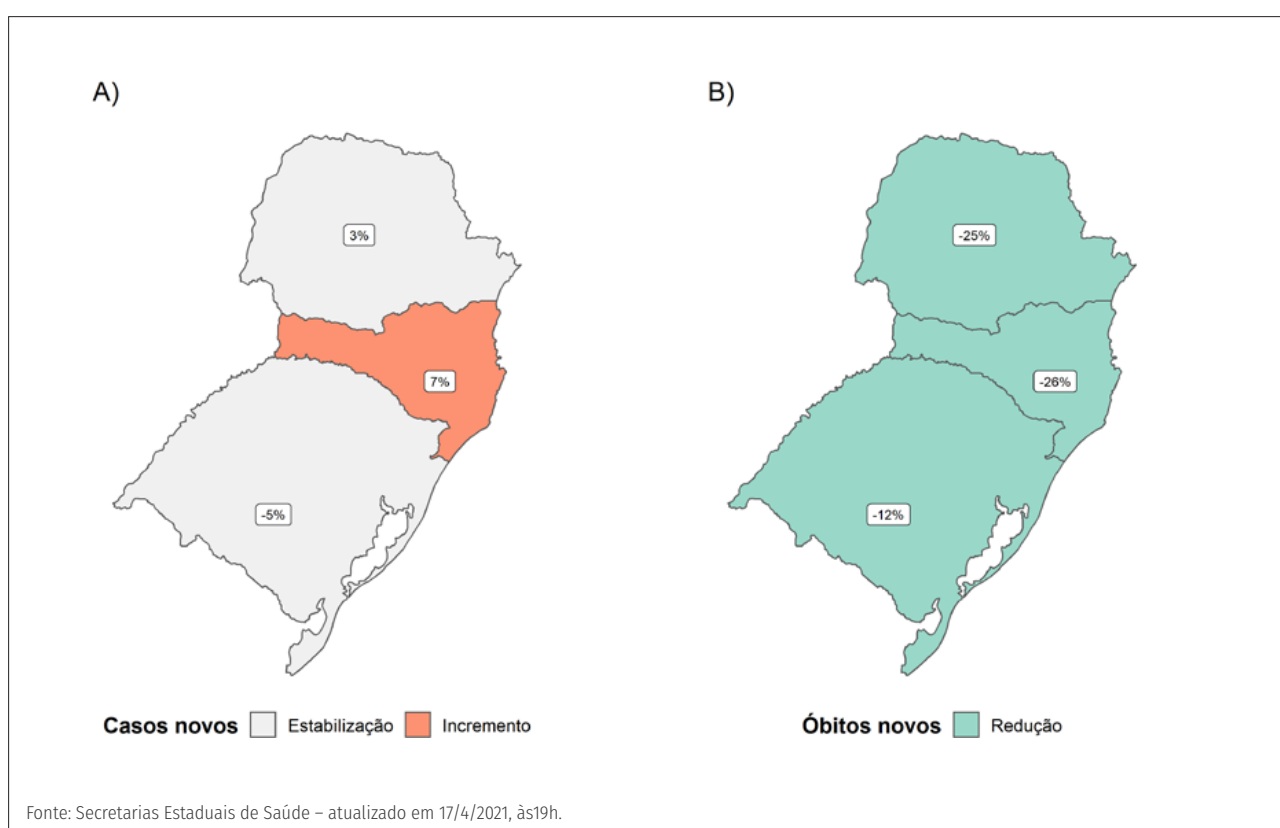 A)
3%
7%
-5%
Casos novos Estabilização Incremento
B)
-25%
-26%
-12%
Óbitos novos Redução
Fonte: Secretarias Estaduais de Saúde – atualizado em 17/4/2021, às19h.